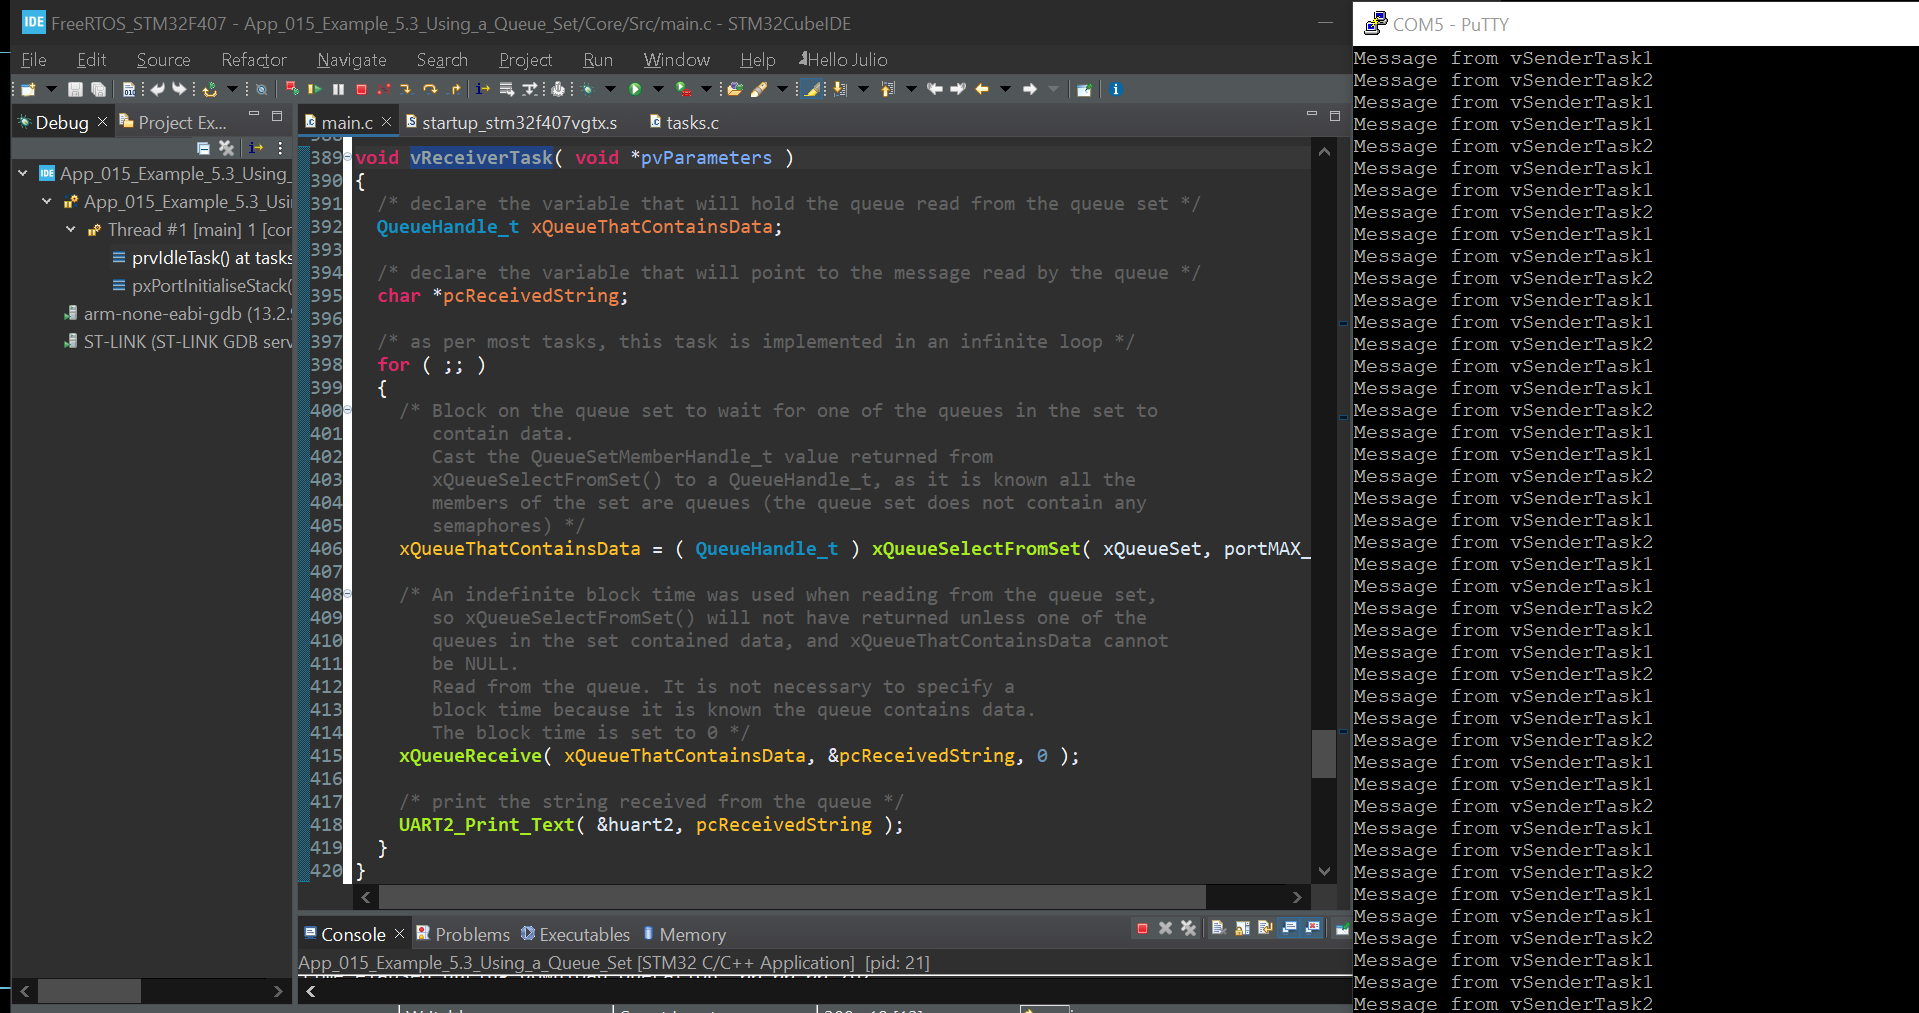 FreeRTOS_STM32F407 - App_015_Example_5.3_Using_a_Queue_Set/Core/Src/main.c - STM32CubeIDE
File Edit Source Refactor Navigate Search Project Run Window Help Hello Julio
Debug Project Ex...
App_015_Example_5.3_Using_
App_015_Example_5.3_Usi
Thread #1 [main] 1 [cor
prvIdleTask() at tasks
pxPortInitialiseStack(
arm-none-eabi-gdb (13.2.
ST-LINK (ST-LINK GDB serv
main.c startup_stm32f407vgtx.s tasks.c
389 void vReceiverTask( void *pvParameters )
390 {
391 /* declare the variable that will hold the queue read from the queue set */
392 QueueHandle_t xQueueThatContainsData;
393
394 /* declare the variable that will point to the message read by the queue */
395 char *pcReceivedString;
396
397 /* as per most tasks, this task is implemented in an infinite loop */
398 for ( ;; )
399 {
400 /* Block on the queue set to wait for one of the queues in the set to
401 contain data.
402 Cast the QueueSetMemberHandle_t value returned from
403 xQueueSelectFromSet() to a QueueHandle_t, as it is known all the
404 members of the set are queues (the queue set does not contain any
405 semaphores) */
406 xQueueThatContainsData = ( QueueHandle_t ) xQueueSelectFromSet( xQueueSet, portMAX_
407
408 /* An indefinite block time was used when reading from the queue set,
409 so xQueueSelectFromSet() will not have returned unless one of the
410 queues in the set contained data, and xQueueThatContainsData cannot
411 be NULL.
412 Read from the queue. It is not necessary to specify a
413 block time because it is known the queue contains data.
414 The block time is set to 0 */
415 xQueueReceive( xQueueThatContainsData, &pcReceivedString, 0 );
416
417 /* print the string received from the queue */
418 UART2_Print_Text( &huart2, pcReceivedString );
419 }
420 }
Console Problems Executables Memory
App_015_Example_5.3_Using_a_Queue_Set [STM32 C/C++ Application] [pid: 21]
COM5 - PuTTY
Message from vSenderTask1
Message from vSenderTask2
Message from vSenderTask1
Message from vSenderTask1
Message from vSenderTask2
Message from vSenderTask1
Message from vSenderTask1
Message from vSenderTask2
Message from vSenderTask1
Message from vSenderTask1
Message from vSenderTask2
Message from vSenderTask1
Message from vSenderTask1
Message from vSenderTask2
Message from vSenderTask1
Message from vSenderTask1
Message from vSenderTask2
Message from vSenderTask1
Message from vSenderTask1
Message from vSenderTask2
Message from vSenderTask1
Message from vSenderTask1
Message from vSenderTask2
Message from vSenderTask1
Message from vSenderTask1
Message from vSenderTask2
Message from vSenderTask1
Message from vSenderTask1
Message from vSenderTask2
Message from vSenderTask1
Message from vSenderTask1
Message from vSenderTask2
Message from vSenderTask1
Message from vSenderTask1
Message from vSenderTask2
Message from vSenderTask1
Message from vSenderTask1
Message from vSenderTask2
Message from vSenderTask1
Message from vSenderTask1
Message from vSenderTask2
Message from vSenderTask1
Message from vSenderTask1
Message from vSenderTask2